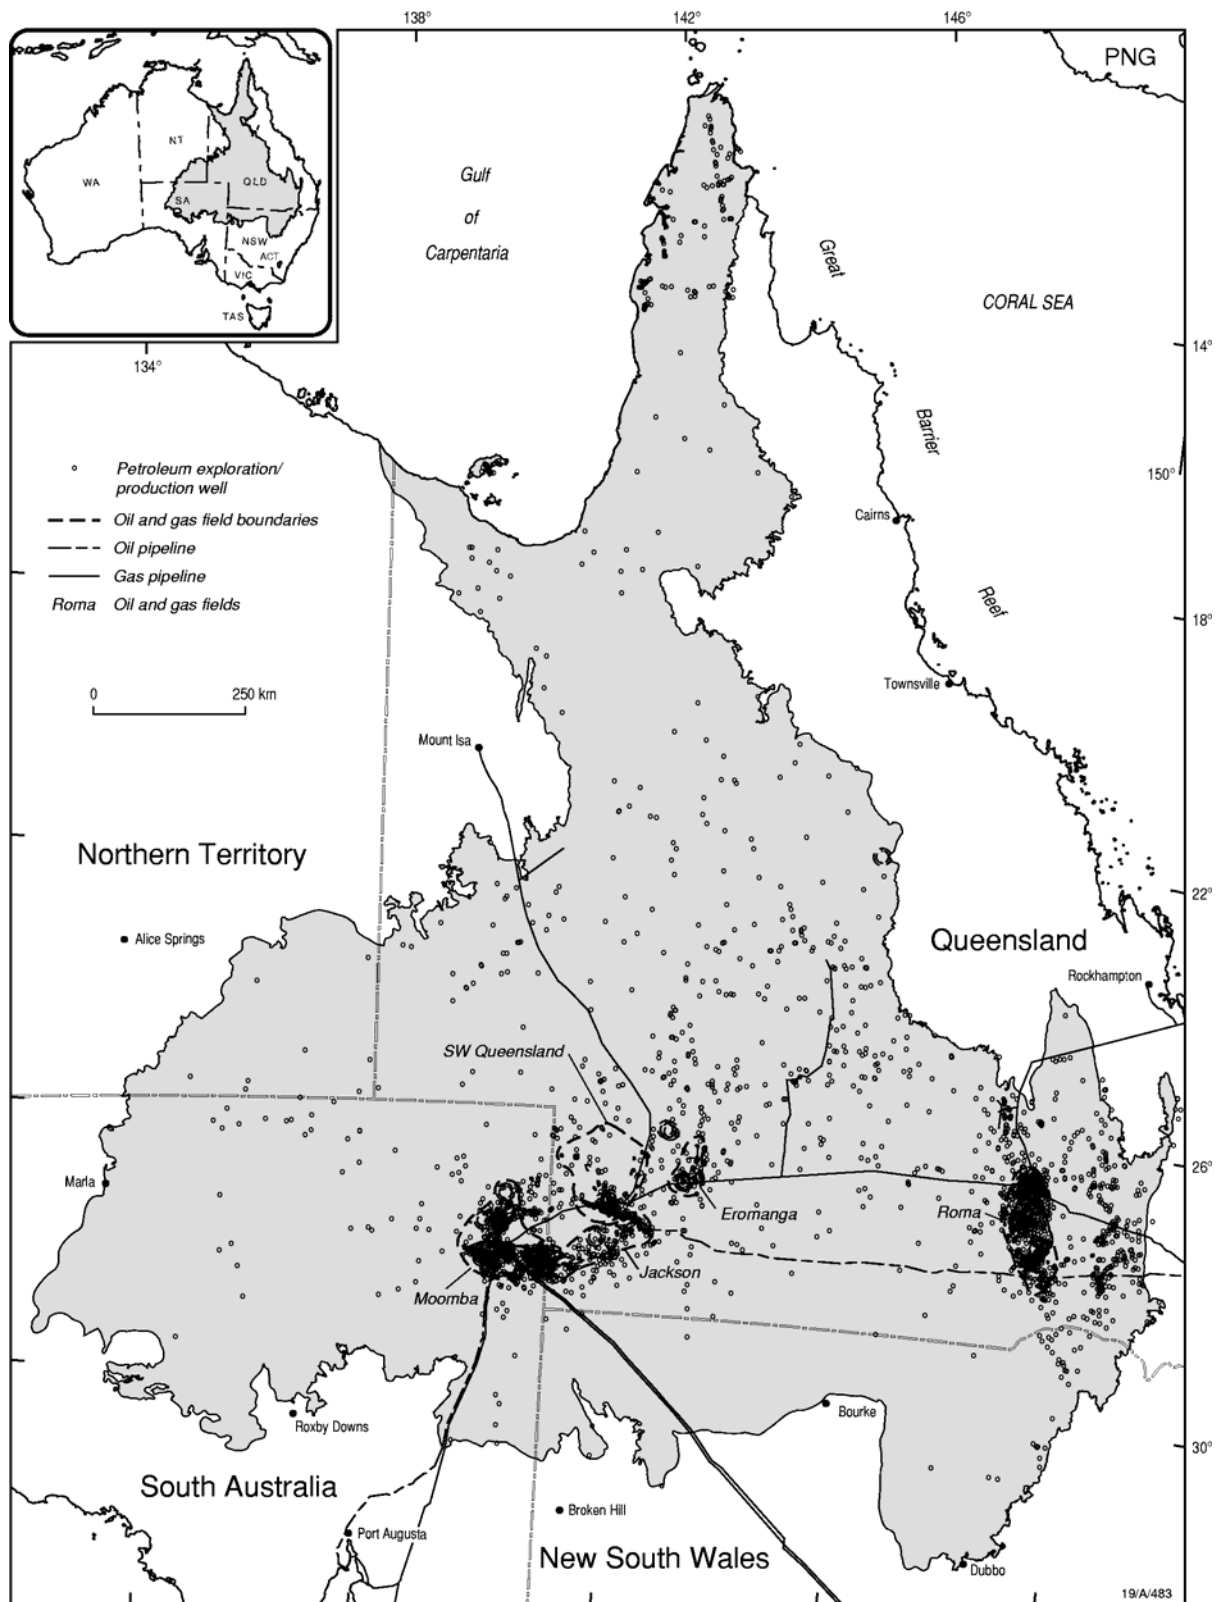 138°
142°
146°
PNG
NT
WA
QLD
SA
NSW
ACT
VIC
TAS
Gulf
of
Carpentaria
Great
CORAL SEA
134°
14°
Barrier
Petroleum exploration/
production well
150°
Oil and gas field boundaries
Cairns
Oil pipeline
Gas pipeline
Reef
Roma Oil and gas fields
18°
0 250 km
Townsville
Mount Isa
Northern Territory
22°
Alice Springs
Queensland
Rockhampton
SW Queensland
26°
Marla
Eromanga
Roma
Jackson
Moomba
Bourke
Roxby Downs
30°
South Australia
Broken Hill
Port Augusta
New South Wales
Dubbo
19/A/483